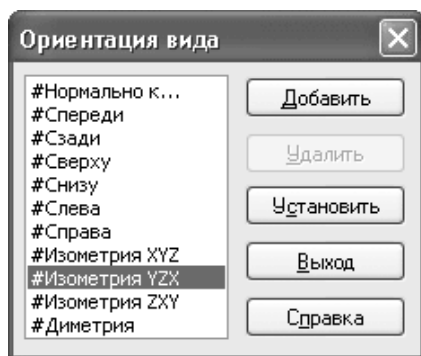 Ориентация вида
#Нормально к...
#Спереди
#Сзади
#Сверху
#Снизу
#Слева
#Справа
#Изометрия XYZ
#Изометрия YZX
#Изометрия ZXY
#Диметрия
Добавить
Удалить
Установить
Выход
Справка